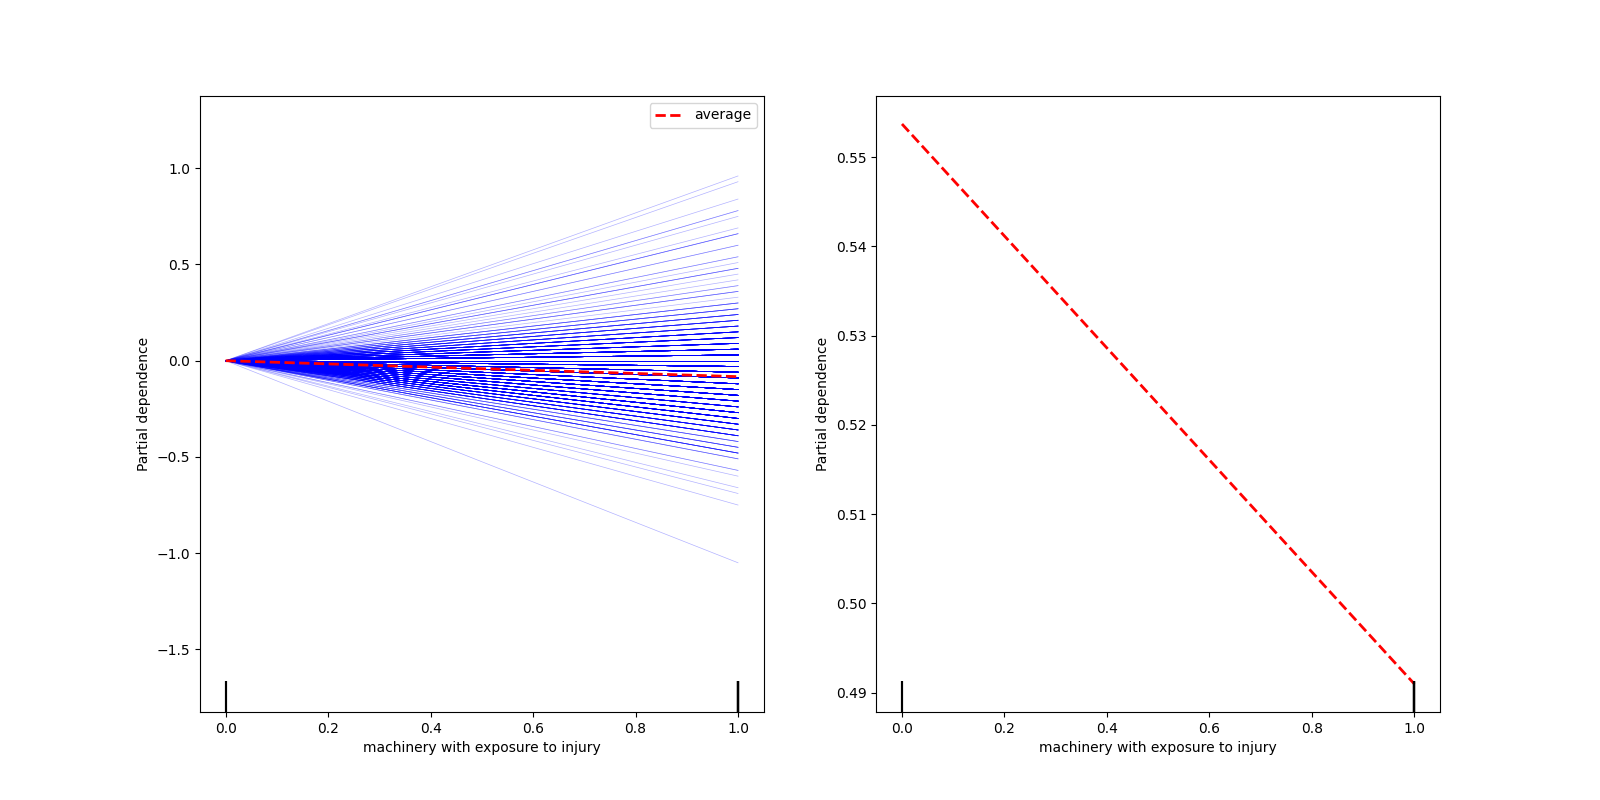 average
1.0
0.5
0.0
−0.5
−1.0
−1.5
Partial dependence
0.0 0.2 0.4 0.6 0.8 1.0
machinery with exposure to injury
0.55
0.54
0.53
0.52
0.51
0.50
0.49
Partial dependence
0.0 0.2 0.4 0.6 0.8 1.0
machinery with exposure to injury